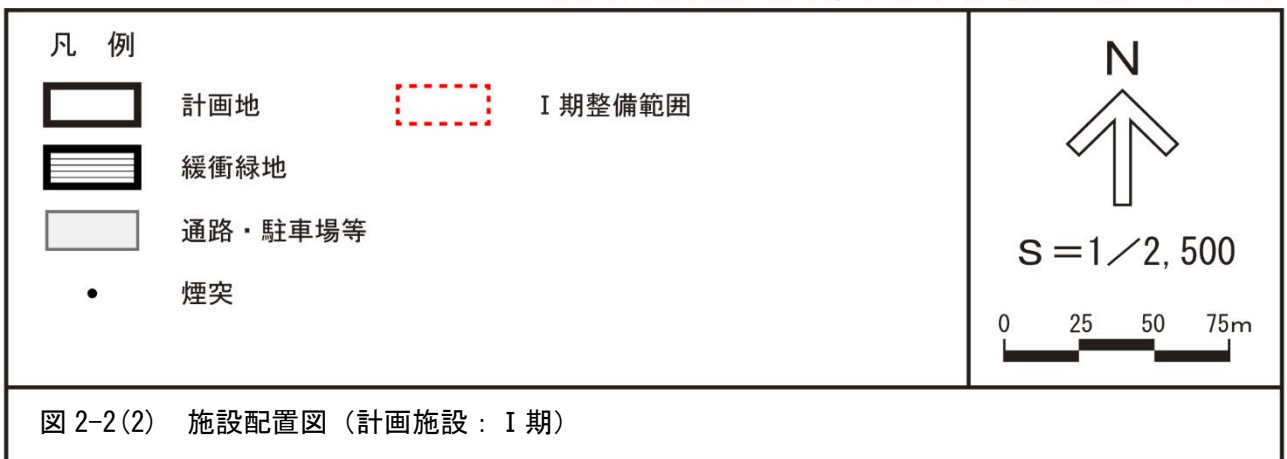 凡 例
計画地
Ⅰ期整備範囲
緩衝緑地
通路・駐車場等
煙突
N
S=1/2,500
0 25 50 75m
図 2-2(2) 施設配置図(計画施設:Ⅰ期)